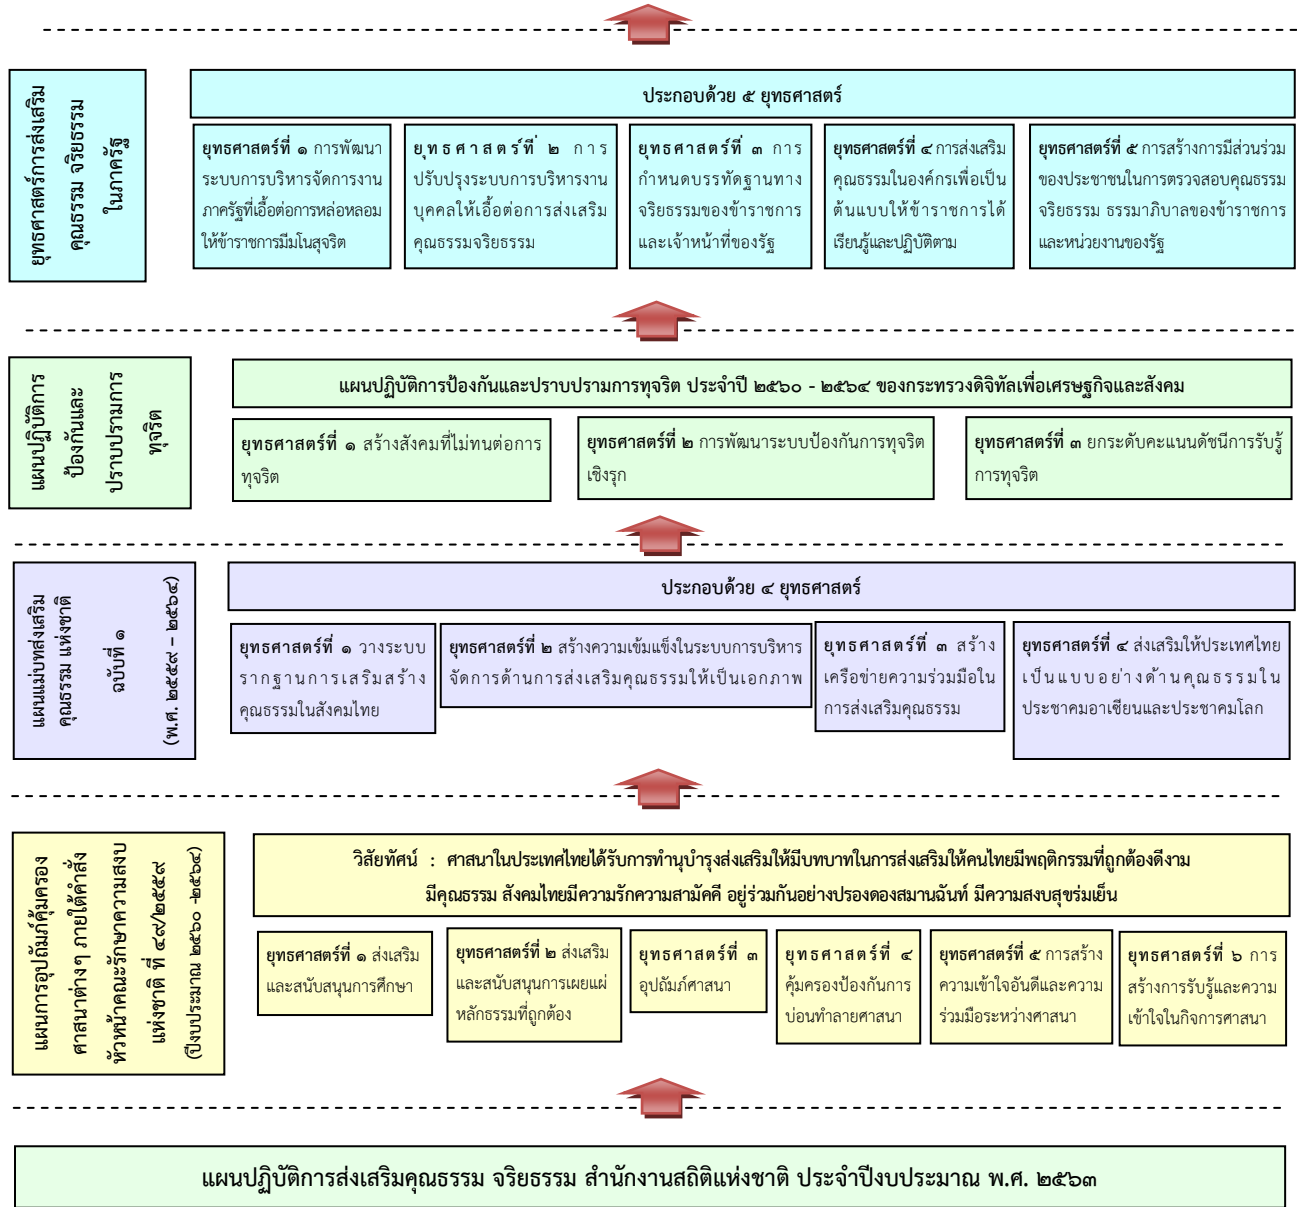 ยุทธศาสตร์การส่งเสริม
คุณธรรม จริยธรรม
ในภาครัฐ
ประกอบด้วย ๕ ยุทธศาสตร์
ยุทธศาสตร์ที่ ๑ การพัฒนา
ระบบการบริหารจัดการงาน
ภาครัฐที่เอื้อต่อการหล่อหลอม
ให้ข้าราชการมีมโนสุจริต
ยุทธศาสตร์ที่ ๒ การ
ปรับปรุงระบบการบริหารงาน
บุคคลให้เอื้อต่อการส่งเสริม
คุณธรรมจริยธรรม
ยุทธศาสตร์ที่ ๓ การ
กำหนดบรรทัดฐานทาง
จริยธรรมของข้าราชการ
และเจ้าหน้าที่ของรัฐ
ยุทธศาสตร์ที่ ๔ การส่งเสริม
คุณธรรมในองค์กรเพื่อเป็น
ต้นแบบให้ข้าราชการได้
เรียนรู้และปฏิบัติตาม
ยุทธศาสตร์ที่ ๕ การสร้างการมีส่วนร่วม
ของประชาชนในการตรวจสอบคุณธรรม
จริยธรรม ธรรมาภิบาลของข้าราชการ
และหน่วยงานของรัฐ
แผนปฏิบัติการ
ป้องกันและ
ปราบปรามการ
ทุจริต
แผนปฏิบัติการป้องกันและปราบปรามการทุจริต ประจำปี ๒๕๖๐ - ๒๕๖๔ ของกระทรวงดิจิทัลเพื่อเศรษฐกิจและสังคม
ยุทธศาสตร์ที่ ๑ สร้างสังคมที่ไม่ทนต่อการ
ทุจริต
ยุทธศาสตร์ที่ ๒ การพัฒนาระบบป้องกันการทุจริต
เชิงรุก
ยุทธศาสตร์ที่ ๓ ยกระดับคะแนนดัชนีการรับรู้
การทุจริต
แผนแม่บทส่งเสริม
คุณธรรม แห่งชาติ
ฉบับที่ ๑
(พ.ศ. ๒๕๕๙ – ๒๕๖๔)
ประกอบด้วย ๔ ยุทธศาสตร์
ยุทธศาสตร์ที่ ๑ วางระบบ
รากฐานการเสริมสร้าง
คุณธรรมในสังคมไทย
ยุทธศาสตร์ที่ ๒ สร้างความเข้มแข็งในระบบการบริหาร
จัดการด้านการส่งเสริมคุณธรรมให้เป็นเอกภาพ
ยุทธศาสตร์ที่ ๓ สร้าง
เครือข่ายความร่วมมือใน
การส่งเสริมคุณธรรม
ยุทธศาสตร์ที่ ๔ ส่งเสริมให้ประเทศไทย
เป็นแบบอย่างด้านคุณธรรมใน
ประชาคมอาเซียนและประชาคมโลก
แผนการอุปถัมภ์คุ้มครอง
ศาสนาต่างๆ ภายใต้คำสั่ง
หัวหน้าคณะรักษาความสงบ
แห่งชาติ ที่ ๔๙/๒๕๕๙
(ปีงบประมาณ ๒๕๖๐ -๒๕๖๔)
วิสัยทัศน์ : ศาสนาในประเทศไทยได้รับการทำนุบำรุงส่งเสริมให้มีบทบาทในการส่งเสริมให้คนไทยมีพฤติกรรมที่ถูกต้องดีงาม
มีคุณธรรม สังคมไทยมีความรักความสามัคคี อยู่ร่วมกันอย่างปรองดองสมานฉันท์ มีความสงบสุขร่มเย็น
ยุทธศาสตร์ที่ ๑ ส่งเสริม
และสนับสนุนการศึกษา
ยุทธศาสตร์ที่ ๒ ส่งเสริม
และสนับสนุนการเผยแผ่
หลักธรรมที่ถูกต้อง
ยุทธศาสตร์ที่ ๓
อุปถัมภ์ศาสนา
ยุทธศาสตร์ที่ ๔
คุ้มครองป้องกันการ
บ่อนทำลายศาสนา
ยุทธศาสตร์ที่ ๕ การสร้าง
ความเข้าใจอันดีและความ
ร่วมมือระหว่างศาสนา
ยุทธศาสตร์ที่ ๖ การ
สร้างการรับรู้และความ
เข้าใจในกิจการศาสนา
แผนปฏิบัติการส่งเสริมคุณธรรม จริยธรรม สำนักงานสถิติแห่งชาติ ประจำปีงบประมาณ พ.ศ. ๒๕๖๓